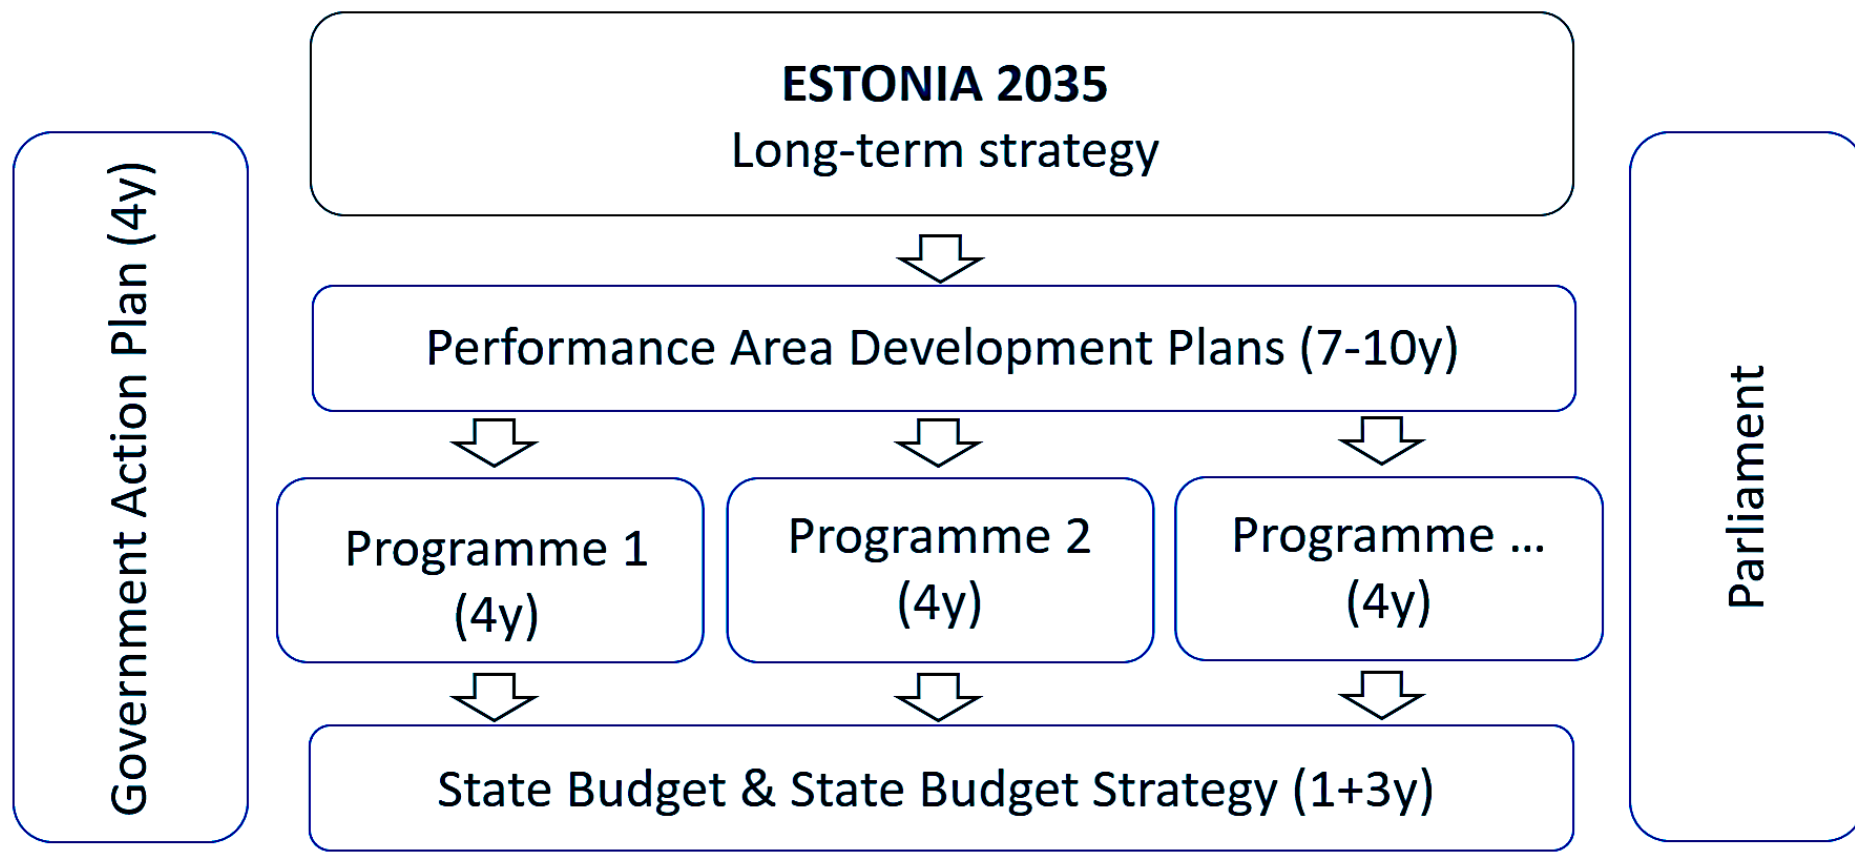 ESTONIA 2035
Long-term strategy
Government Action Plan (4y)
Performance Area Development Plans (7-10y)
Programme 1
(4y)
Programme 2
(4y)
Programme ...
(4y)
State Budget & State Budget Strategy (1+3y)
Parliament